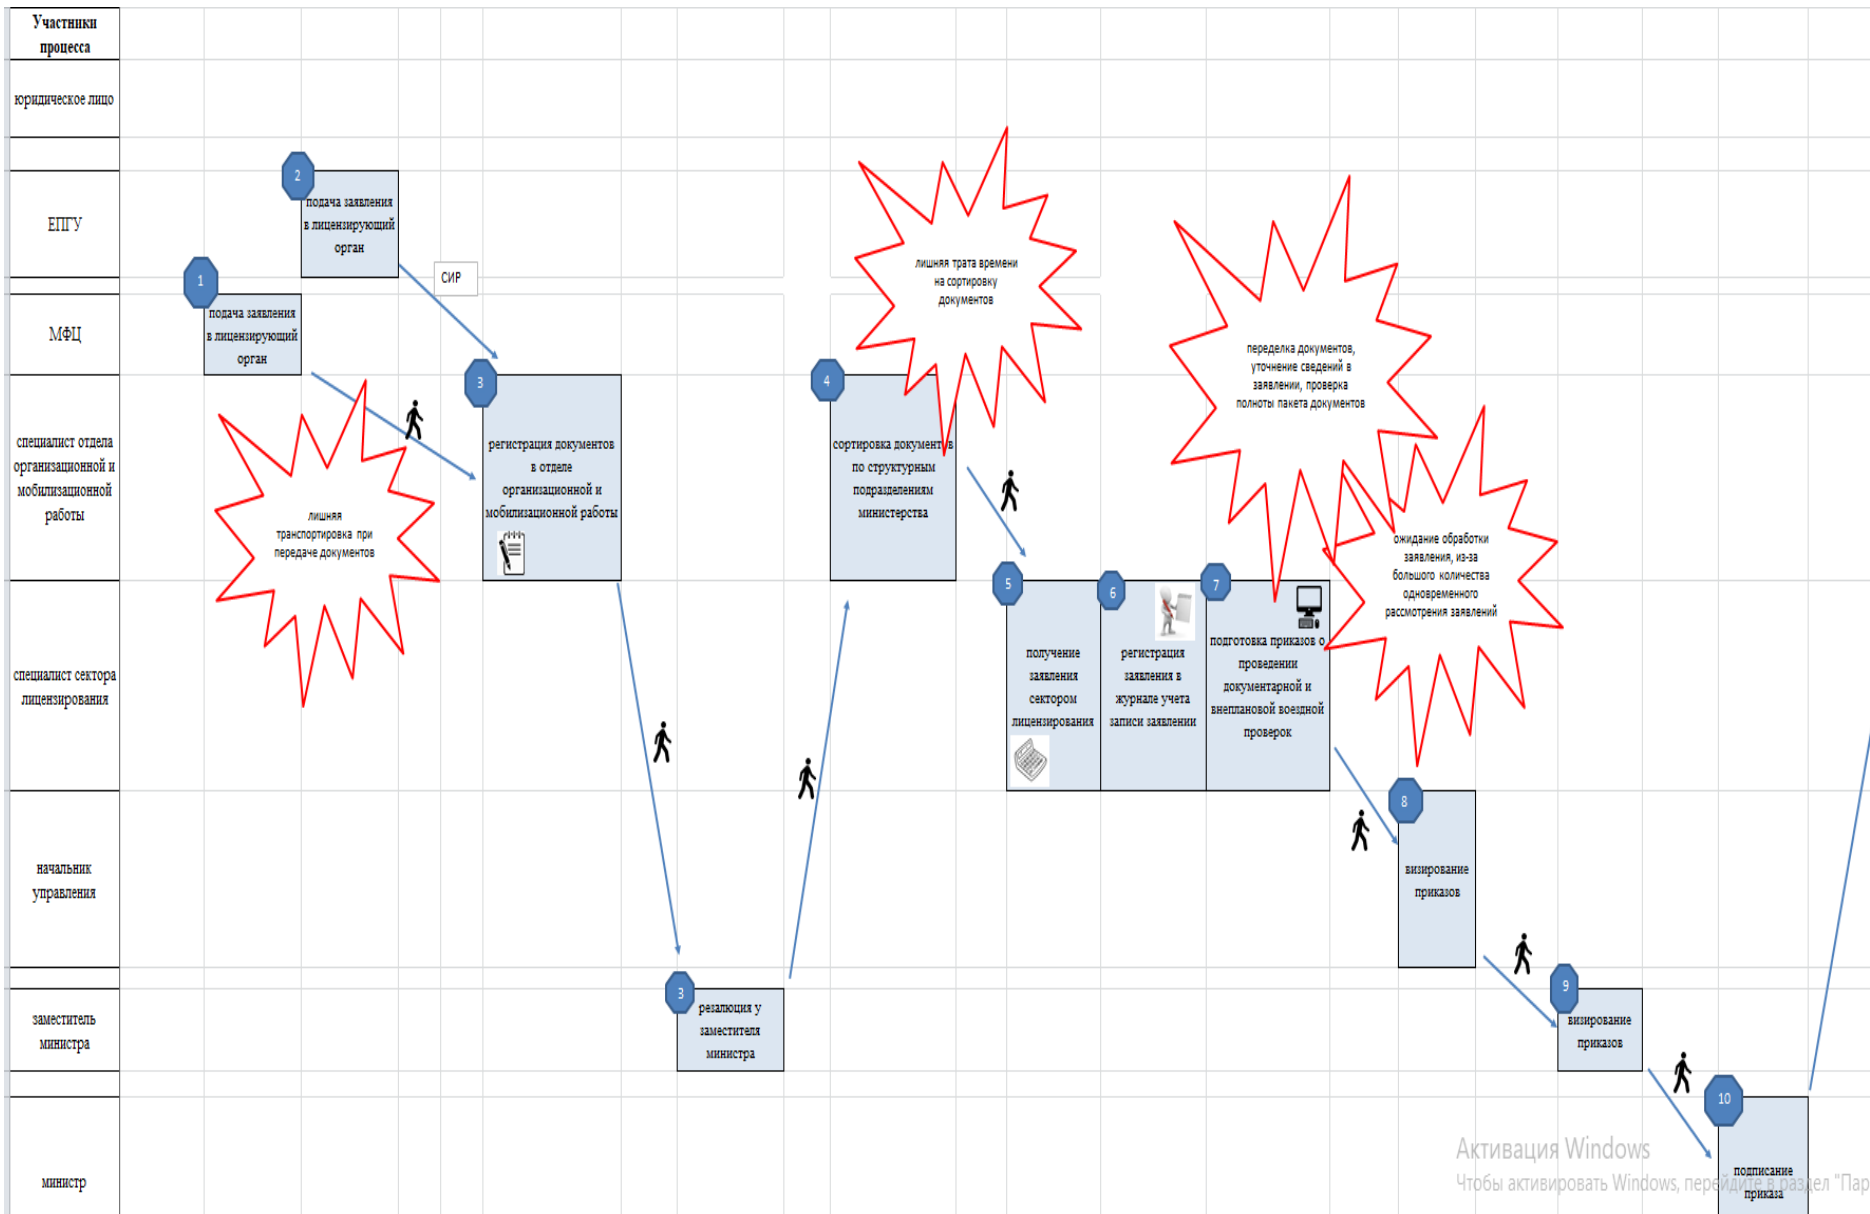 Участники
процесса
юридическое лицо
ЕПГУ
МФЦ
специалист отдела
организационной и
мобилизационной
работы
специалист сектора
лицензирования
начальник
управления
заместитель
министра
министр
1
подача заявления
в лицензирующий
орган
2
подача заявления
в лицензирующий
орган
СИР
лишняя
транспортировка при
передаче документов
3
регистрация документов
в отделе
организационной и
мобилизационной работы
3
резалюция у
заместителя
министра
4
сортировка документов
по структурным
подразделениям
министерства
лишняя трата времени
на сортировку
документов
5
получение
заявления
сектором
лицензирования
6
регистрация
заявления в
журнале учета
записи заявлении
7
подготовка приказов о
проведении
документарной и
внеплановой воездной
проверок
переделка документов,
уточнение сведений в
заявлении, проверка
полноты пакета документов
ожидание обработки
заявления, из-за
большого количества
одновременного
рассмотрения заявлений
8
визирование
приказов
9
визирование
приказов
10
подписание
приказа
Активация Windows
Чтобы активировать Windows, перейдите в раздел "Пар